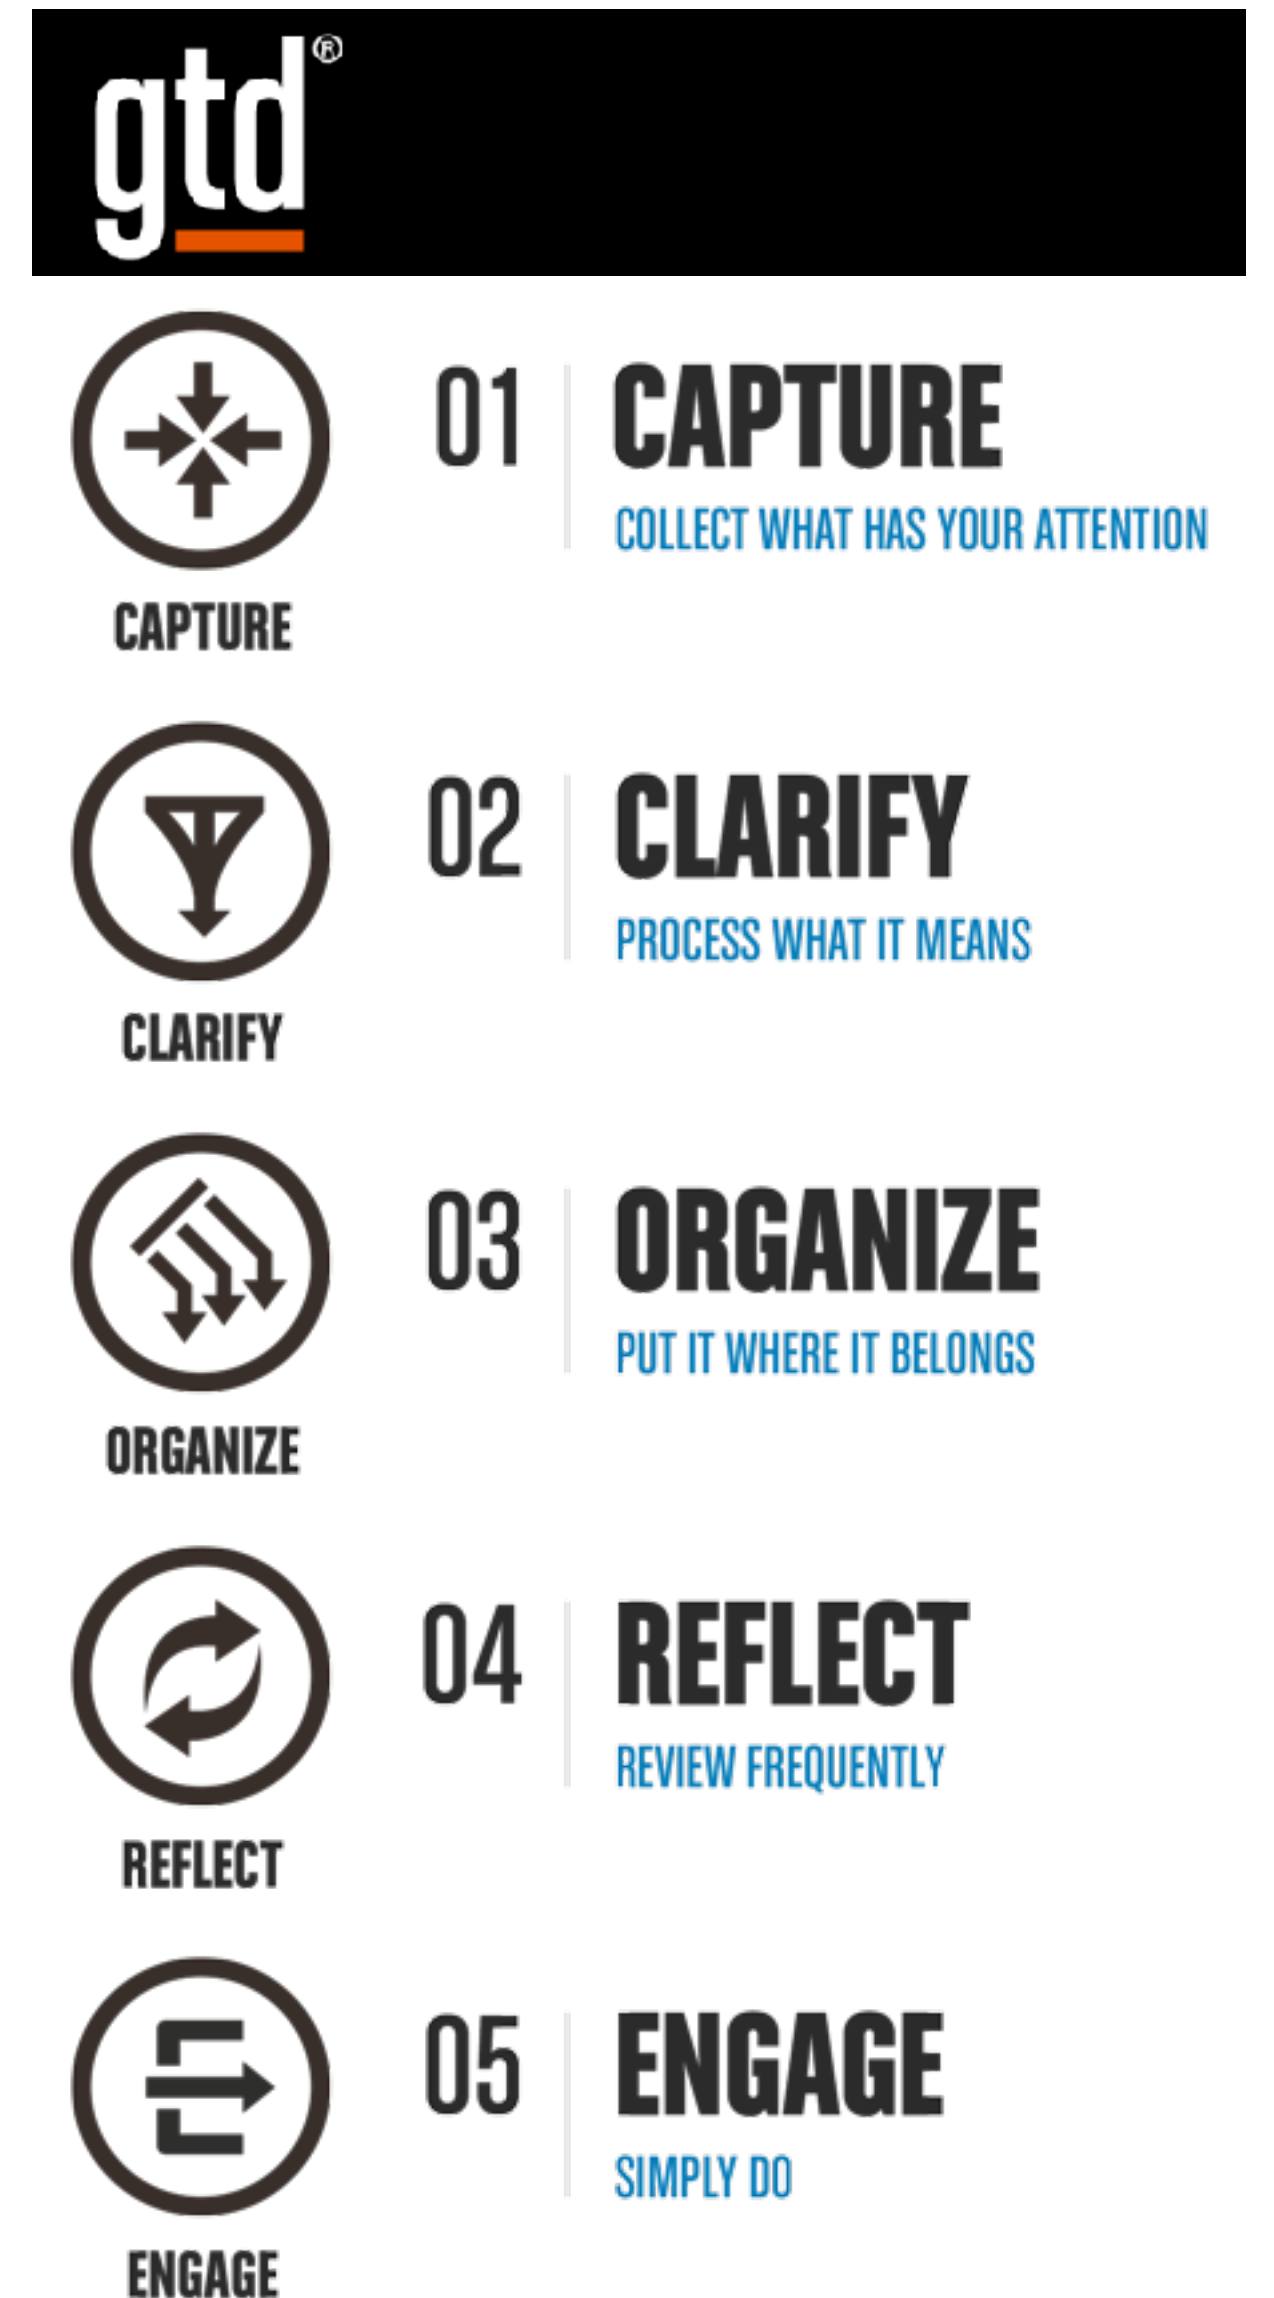 gtd®
01
CAPTURE
COLLECT WHAT HAS YOUR ATTENTION
CAPTURE
02
CLARIFY
PROCESS WHAT IT MEANS
CLARIFY
03
ORGANIZE
PUT IT WHERE IT BELONGS
ORGANIZE
04
REFLECT
REVIEW FREQUENTLY
REFLECT
05
ENGAGE
SIMPLY DO
ENGAGE